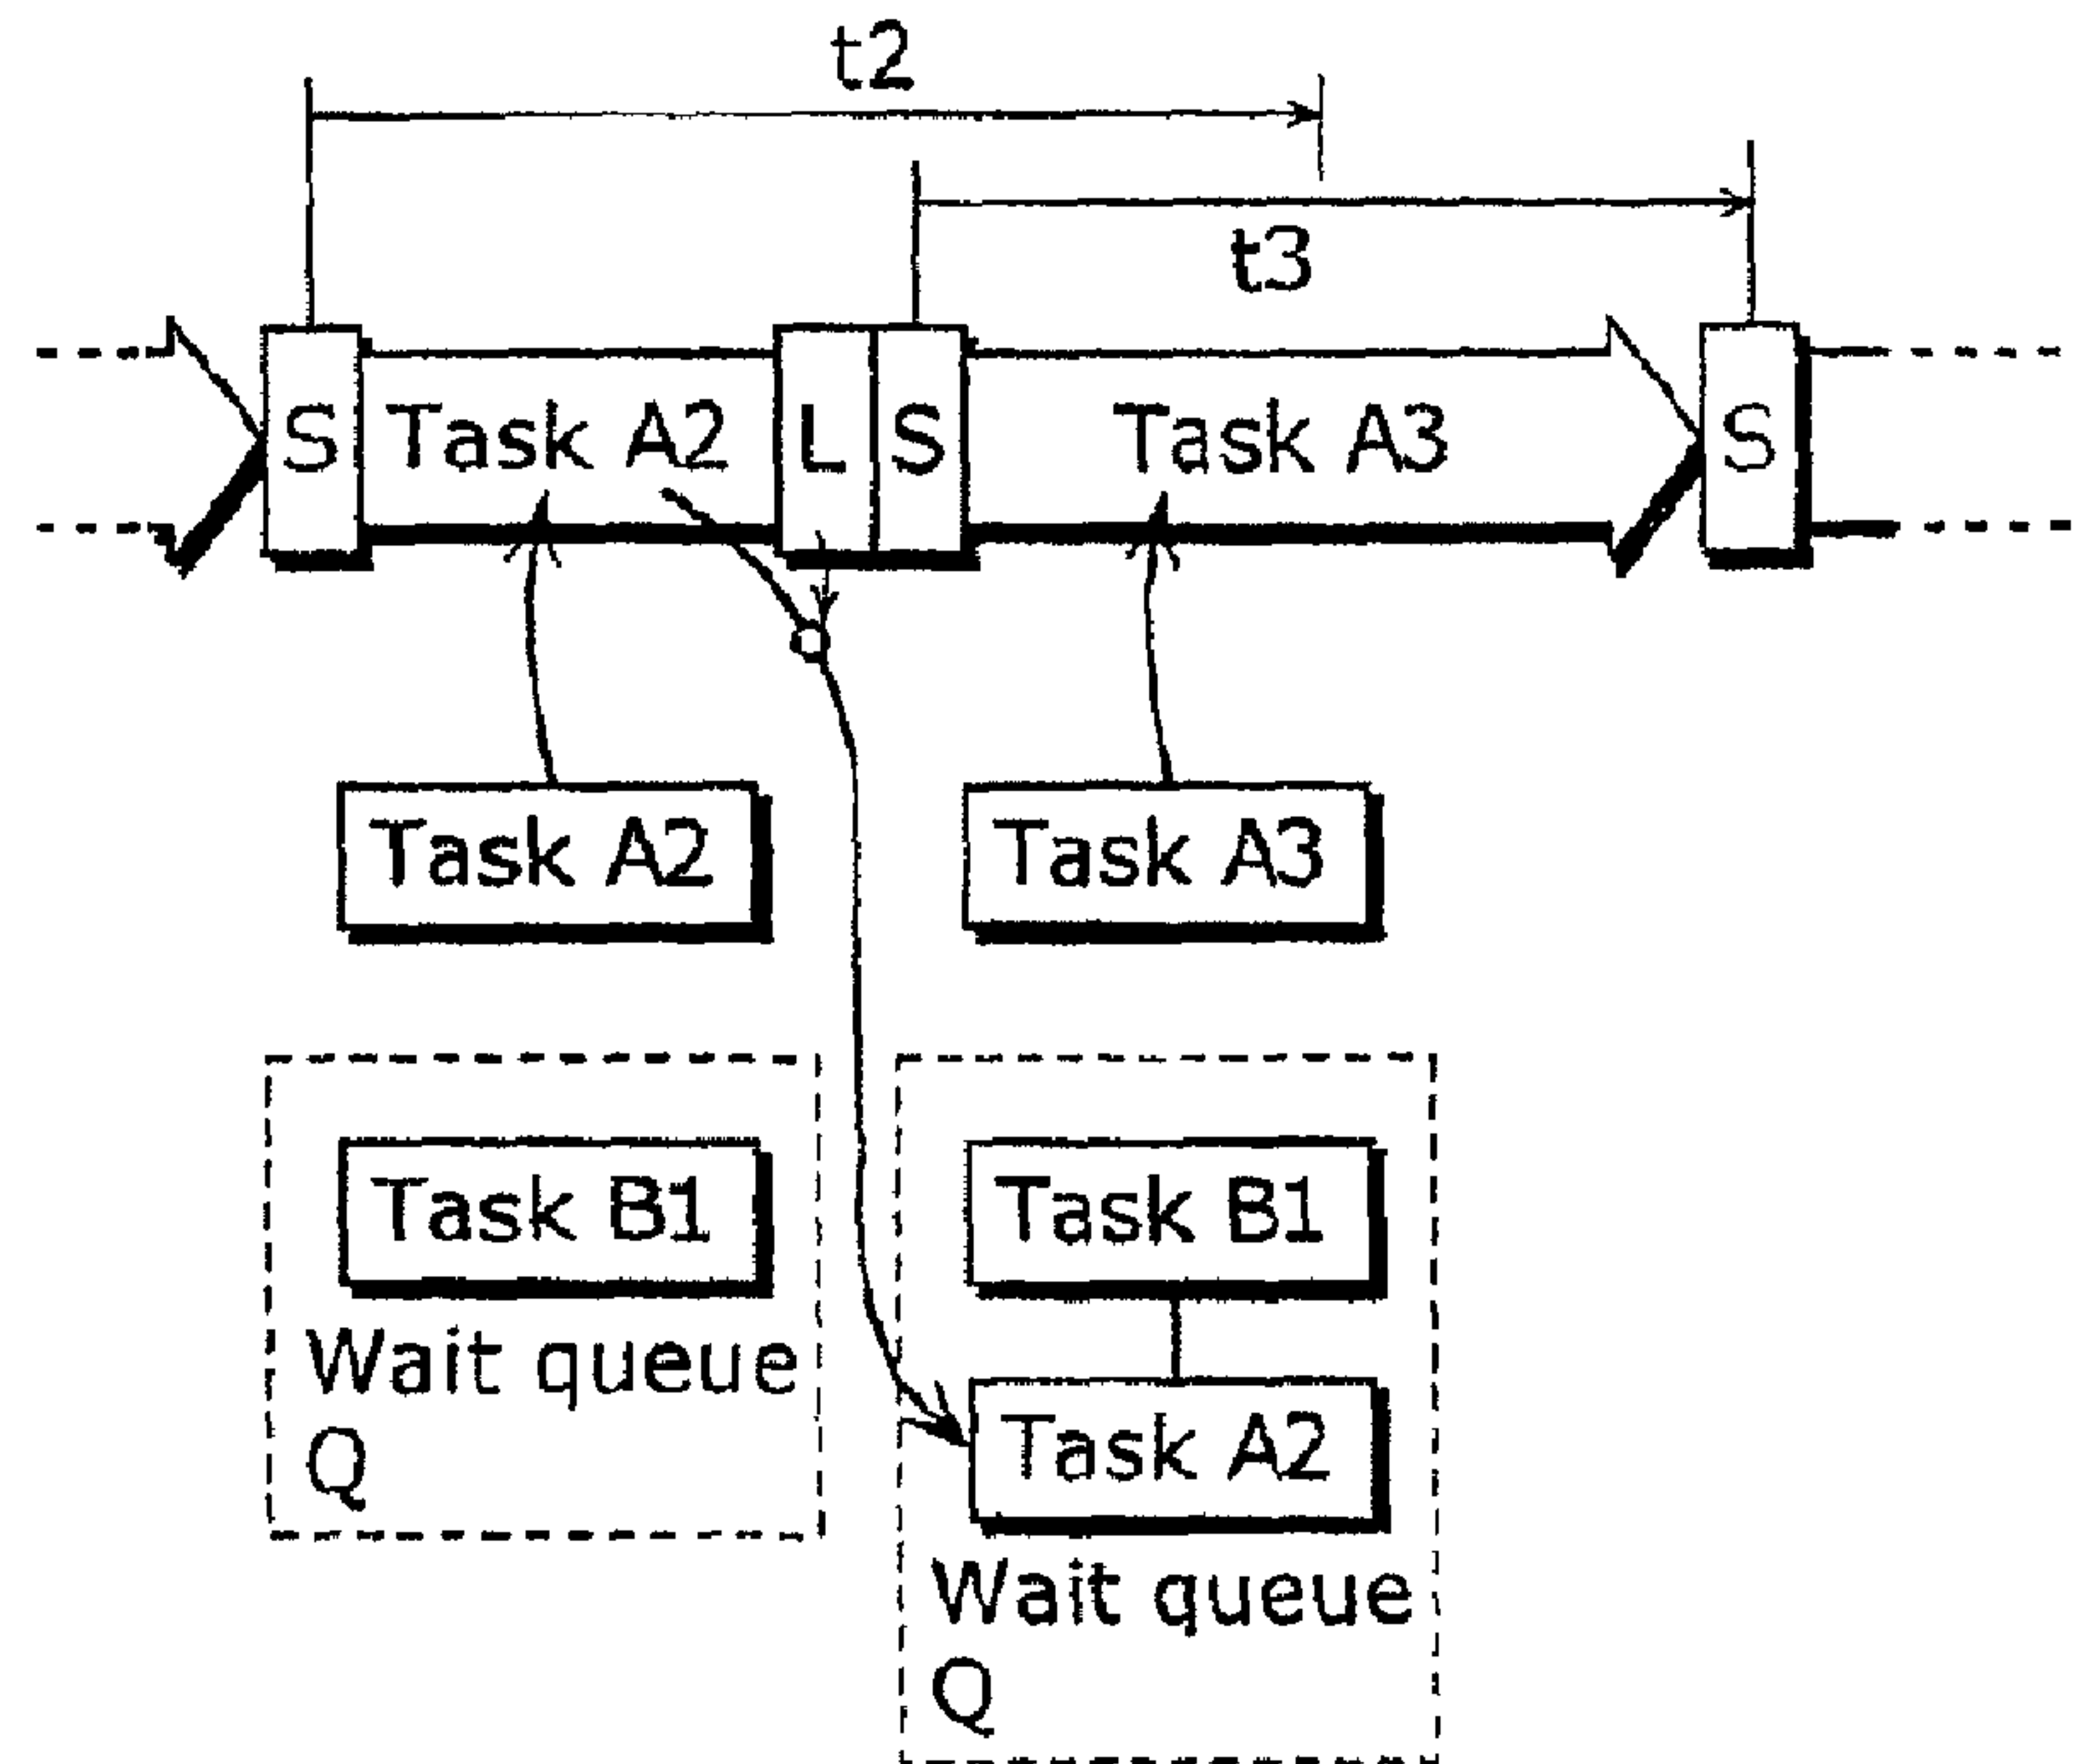 t2
t3
S
Task A2
L
S
Task A3
S
Task A2
Task A3
Task B1
Wait queue
Q
Task B1
Task A2
Wait queue
Q